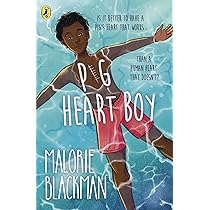 IS IT BETTER TO HAVE A
PIG'S HEART THAT WORKS
THAN A
HUMAN HEART
THAT DOESN'T?
PIG
HEART BOY
MALORIE
BLACKMAN